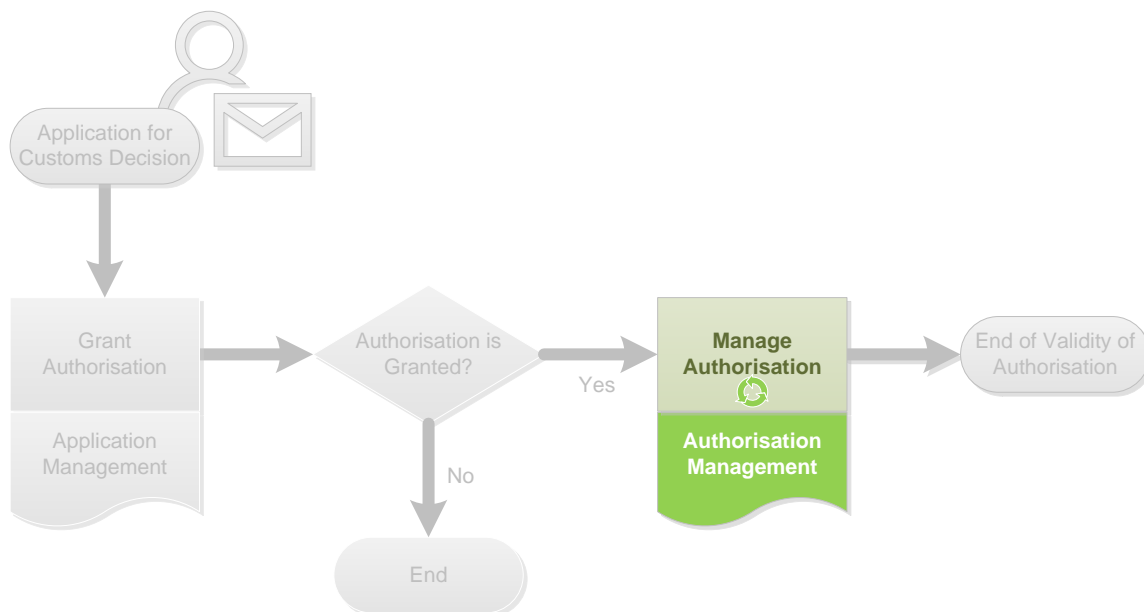 Application for
Customs Decision
Grant
Authorisation
Application
Management
Authorisation is
Granted?
Yes
No
End
Manage
Authorisation
Authorisation
Management
End of Validity of
Authorisation